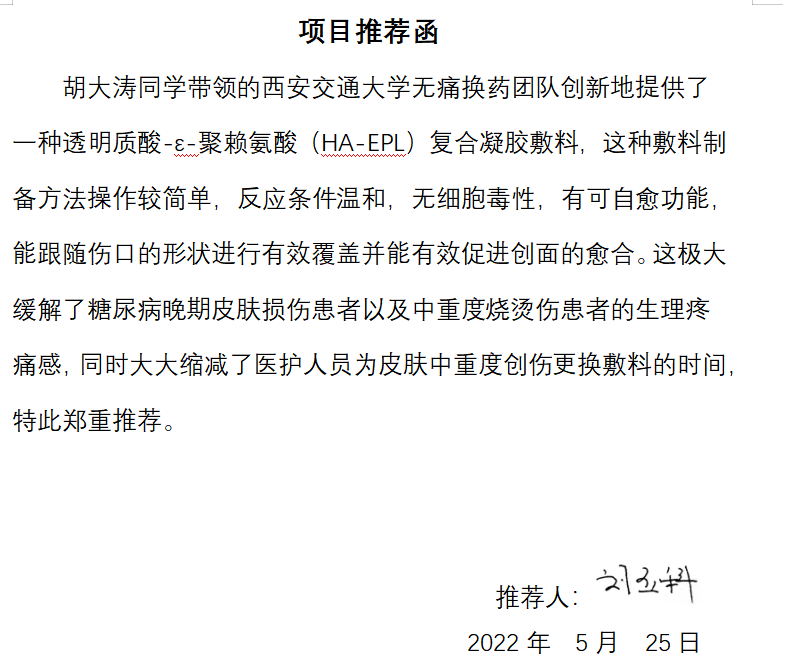 项目推荐函
胡大涛同学带领的西安交通大学无痛换药团队创新地提供了
一种透明质酸-ε-聚赖氨酸（HA-EPL）复合凝胶敷料，这种敷料制
备方法操作较简单，反应条件温和，无细胞毒性，有可自愈功能，
能跟随伤口的形状进行有效覆盖并能有效促进创面的愈合。这极大
缓解了糖尿病晚期皮肤损伤患者以及中重度烧烫伤患者的生理疼
痛感，同时大大缩减了医护人员为皮肤中重度创伤更换敷料的时间，
特此郑重推荐。
推荐人：刘
2022 年 5 月 25 日